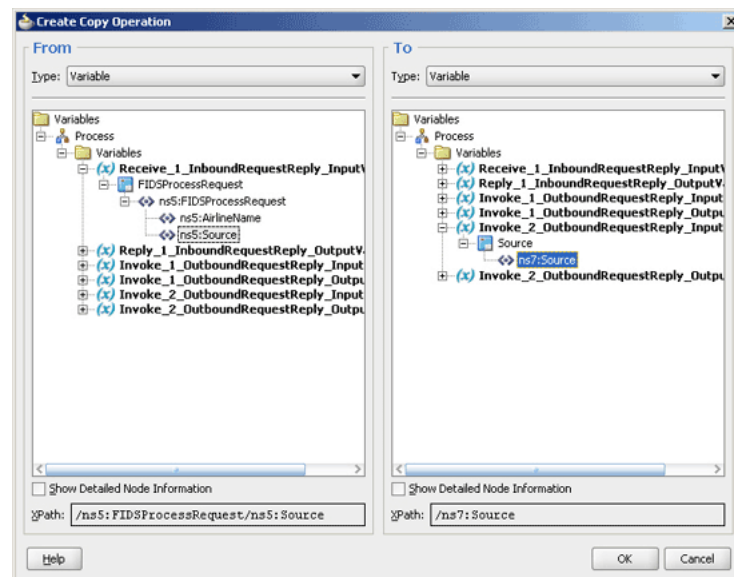 Create Copy Operation
From
Type: Variable
Variables
Process
Variables
(x) Receive_1_InboundRequestReply_InputV
FIDSProcessRequest
ns5:FIDSProcessRequest
ns5:AirlineName
ns5:Source
(x) Reply_1_InboundRequestReply_OutputV
(x) Invoke_1_OutboundRequestReply_Input
(x) Invoke_1_OutboundRequestReply_Outpu
(x) Invoke_2_OutboundRequestReply_Input
(x) Invoke_2_OutboundRequestReply_Outpu
Show Detailed Node Information
XPath: /ns5:FIDSProcessRequest/ns5:Source
To
Type: Variable
Variables
Process
Variables
(x) Receive_1_InboundRequestReply_InputV
(x) Reply_1_InboundRequestReply_OutputV
(x) Invoke_1_OutboundRequestReply_Input
(x) Invoke_1_OutboundRequestReply_Outpu
(x) Invoke_2_OutboundRequestReply_Input
Source
ns7:Source
(x) Invoke_2_OutboundRequestReply_Outpu
Show Detailed Node Information
XPath: /ns7:Source
Help
OK
Cancel